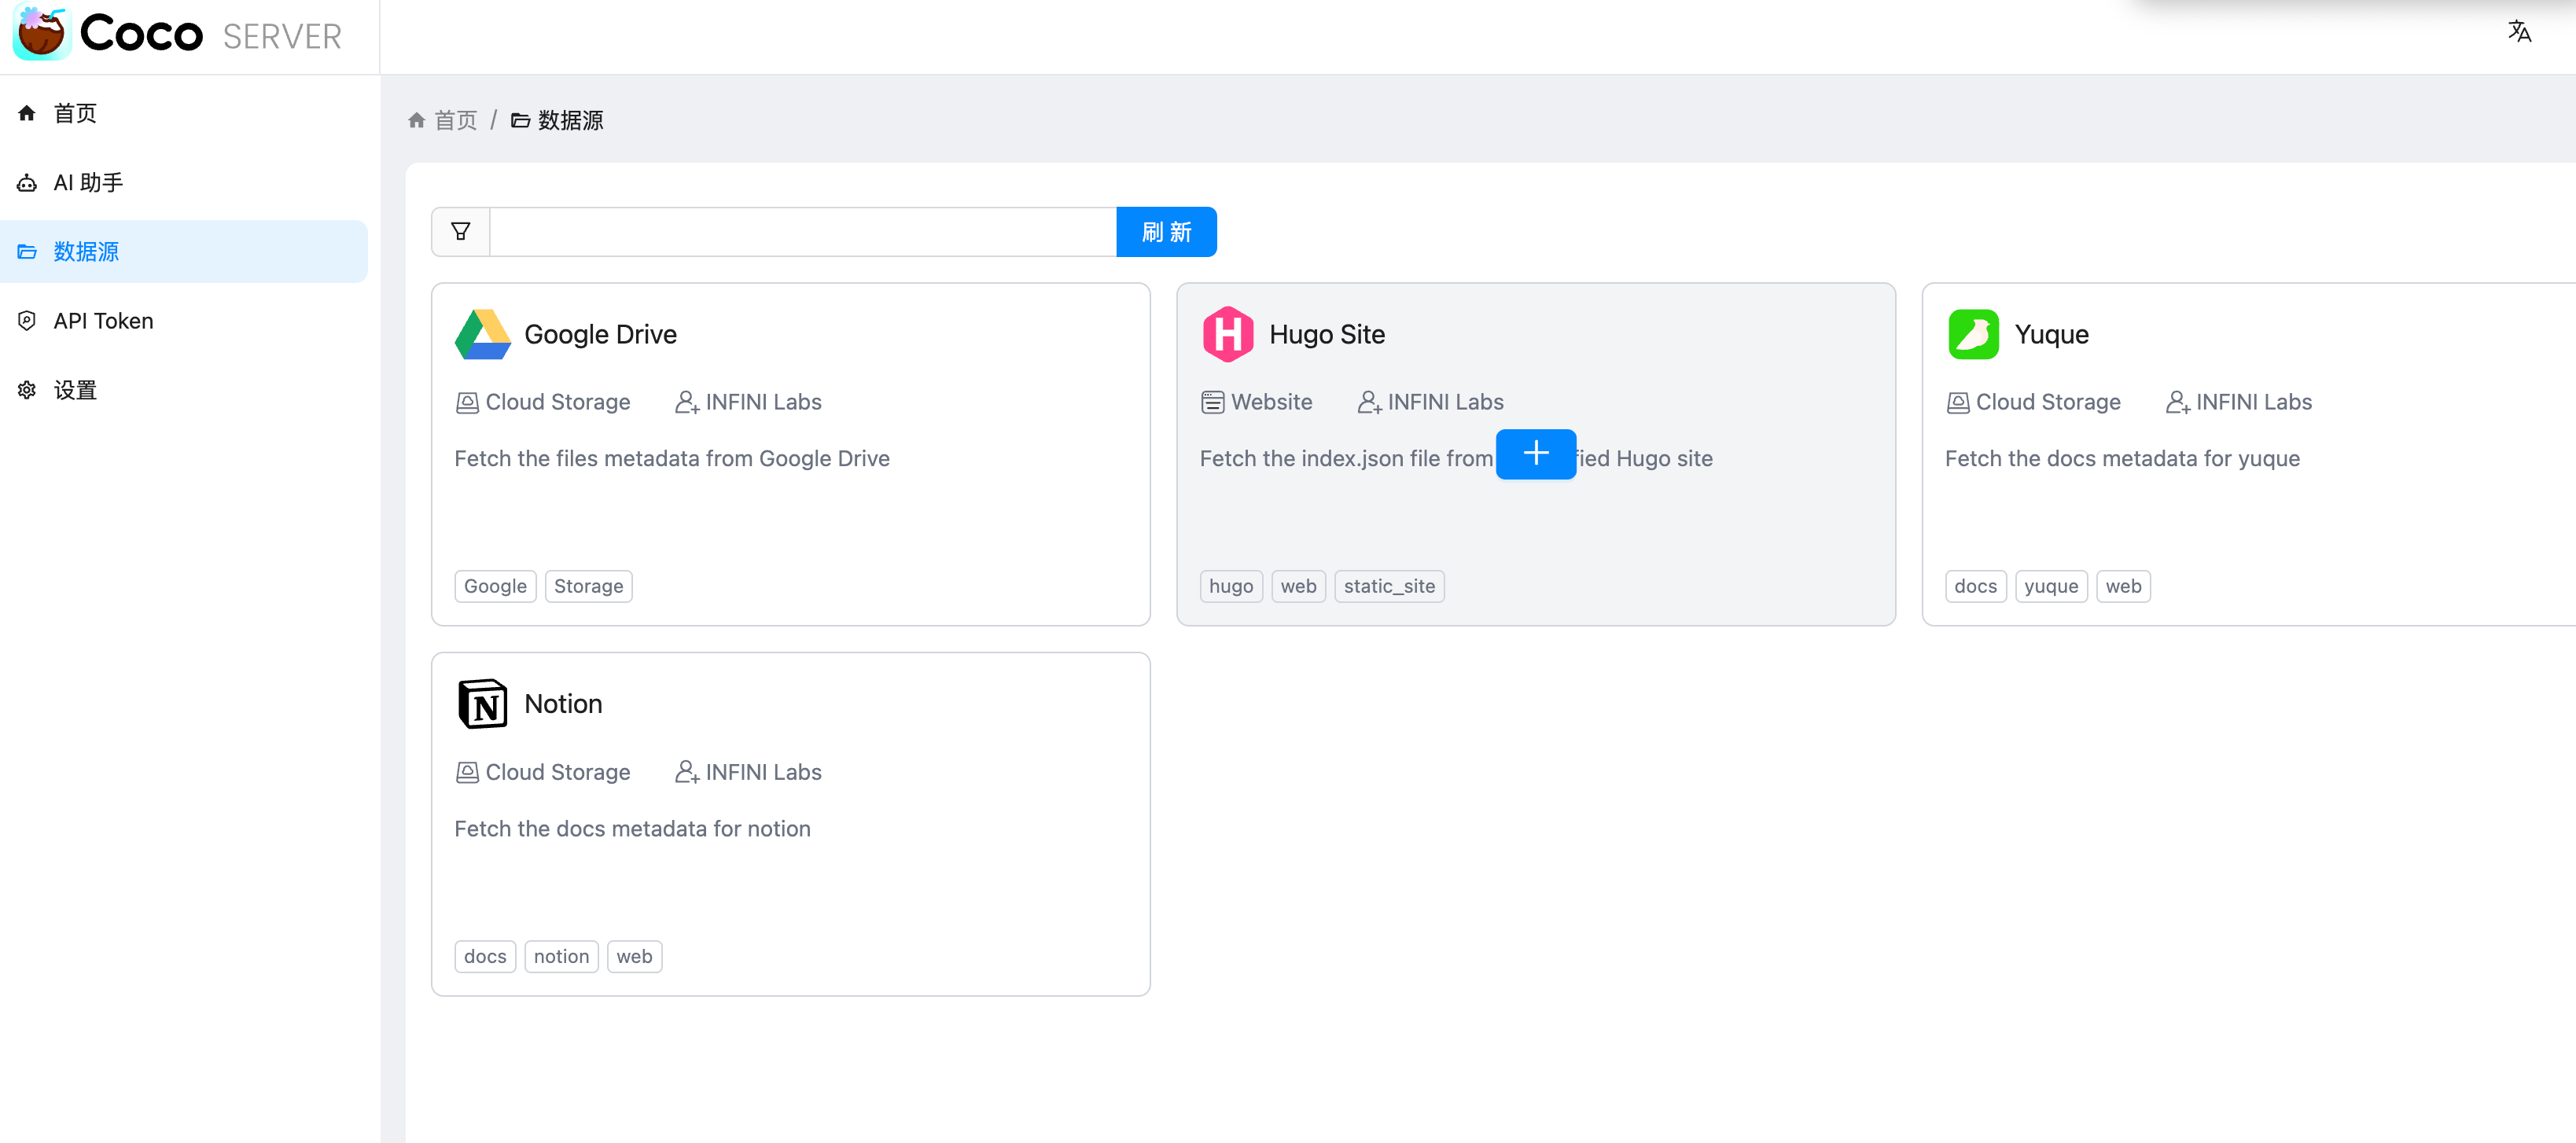 Coco SERVER
首页
AI 助手
数据源
API Token
设置
首页 / 数据源
刷 新
Google Drive
Cloud Storage INFINI Labs
Fetch the files metadata from Google Drive
Google Storage
Hugo Site
Website INFINI Labs
Fetch the index.json file from fied Hugo site
hugo web static_site
Yuque
Cloud Storage INFINI Labs
Fetch the docs metadata for yuque
docs yuque web
Notion
Cloud Storage INFINI Labs
Fetch the docs metadata for notion
docs notion web